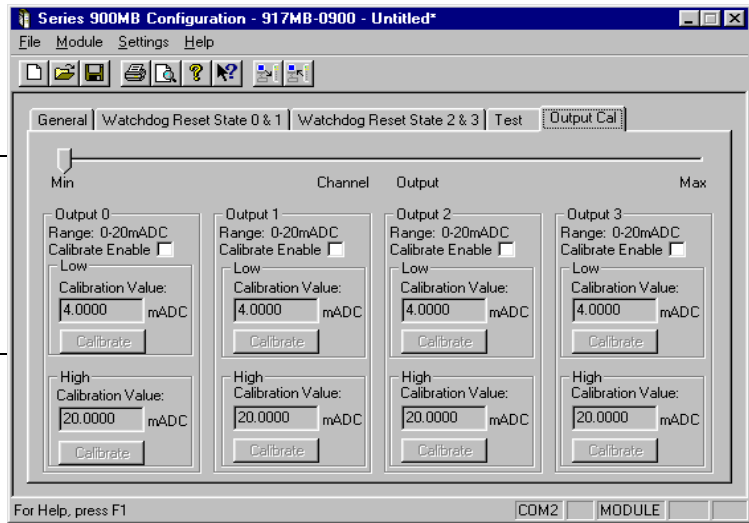 Series 900MB Configuration - 917MB-0900 - Untitled*
File Module Settings Help
General Watchdog Reset State 0 & 1 Watchdog Reset State 2 & 3 Test Output Cal
Min Channel Output Max
Output 0
Range: 0-20mADC
Calibrate Enable
Low
Calibration Value:
4.0000 mADC
Calibrate
High
Calibration Value:
20.0000 mADC
Calibrate
Output 1
Range: 0-20mADC
Calibrate Enable
Low
Calibration Value:
4.0000 mADC
Calibrate
High
Calibration Value:
20.0000 mADC
Calibrate
Output 2
Range: 0-20mADC
Calibrate Enable
Low
Calibration Value:
4.0000 mADC
Calibrate
High
Calibration Value:
20.0000 mADC
Calibrate
Output 3
Range: 0-20mADC
Calibrate Enable
Low
Calibration Value:
4.0000 mADC
Calibrate
High
Calibration Value:
20.0000 mADC
Calibrate
For Help, press F1 COM2 MODULE